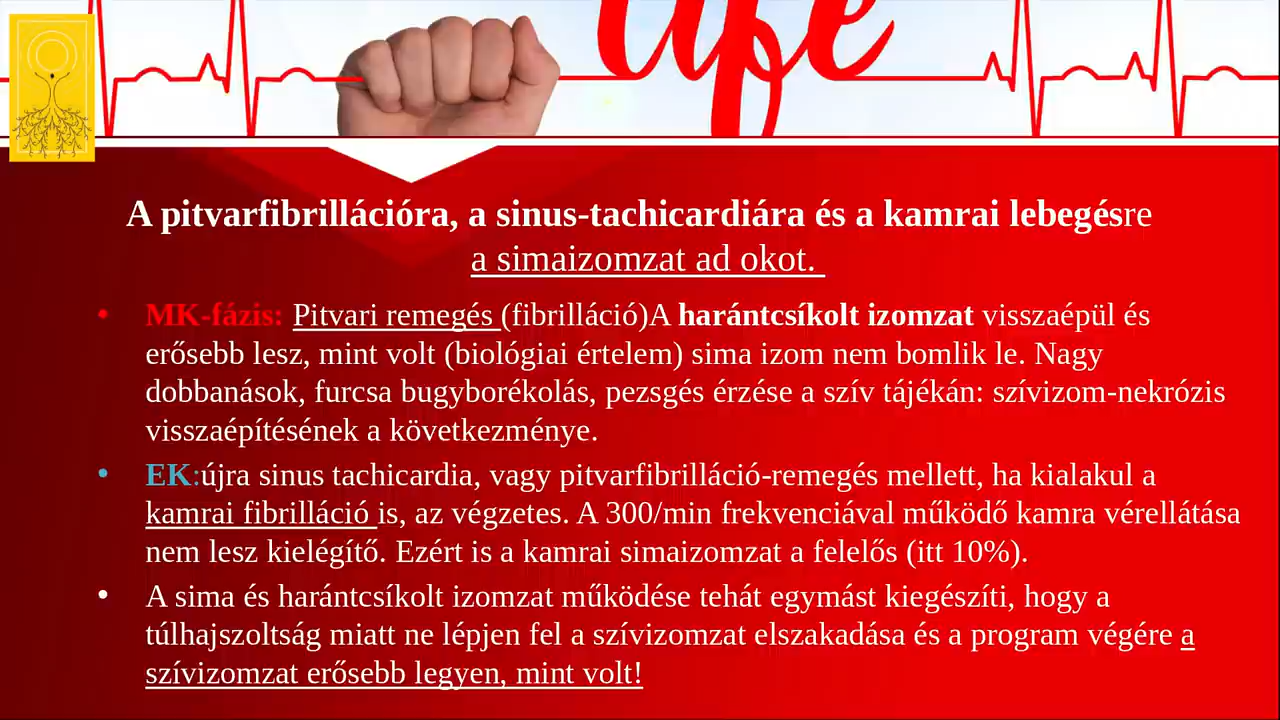 life
A pitvarfibrillációra, a sinus-tachicardiára és a kamrai lebegésre
a simaizomzat ad okot.
• MK-fázis: Pitvari remegés (fibrilláció)A harántcsíkolt izomzat visszaépül és
erősebb lesz, mint volt (biológiai értelem) sima izom nem bomlik le. Nagy
dobbanások, furcsa bugyborékolás, pezsgés érzése a szív tájékán: szívizom-nekrózis
visszaépítésének a következménye.
• EK:újra sinus tachicardia, vagy pitvarfibrilláció-remegés mellett, ha kialakul a
kamrai fibrilláció is, az végzetes. A 300/min frekvenciával működő kamra vérellátása
nem lesz kielégítő. Ezért is a kamrai simaizomzat a felelős (itt 10%).
• A sima és harántcsíkolt izomzat működése tehát egymást kiegészíti, hogy a
túlhajszoltság miatt ne lépjen fel a szívizomzat elszakadása és a program végére a
szívizomzat erősebb legyen, mint volt!